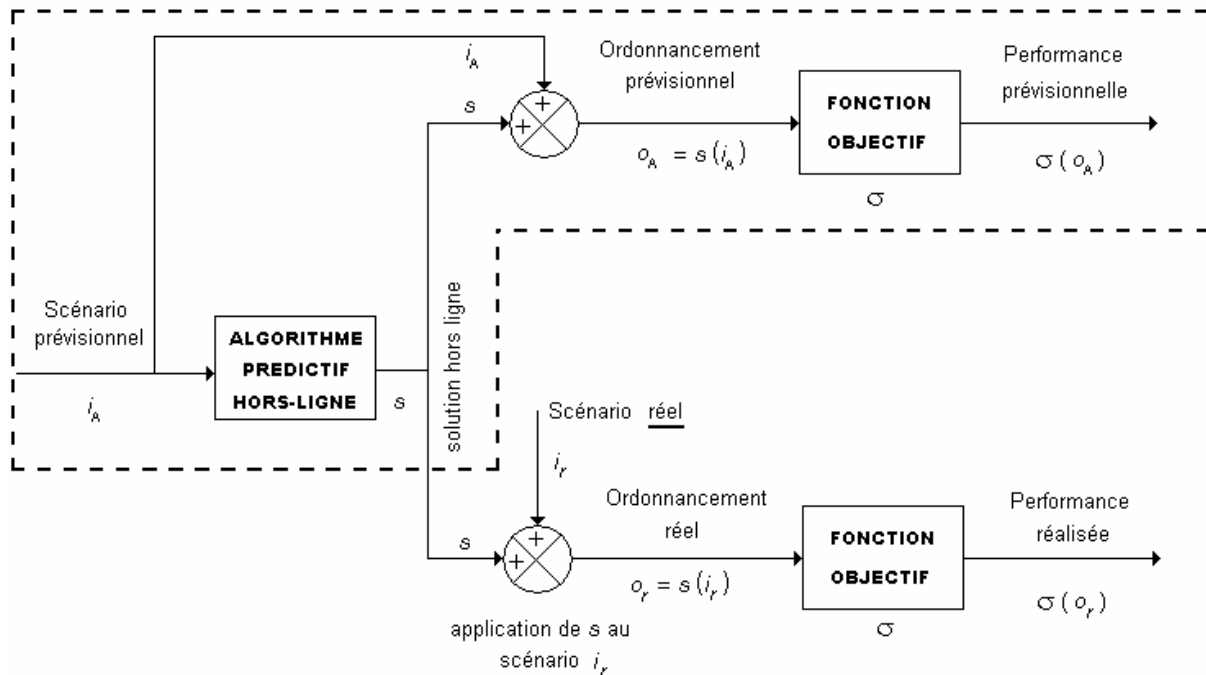 i_A
s
+
+
Ordonnancement
prévisionnel
o_A = s(i_A)
FONCTION
OBJECTIF
σ
Performance
prévisionnelle
σ(o_A)
Scénario
prévisionnel
i_A
ALGORITHME
PREDICTIF
HORS-LIGNE
s
solution hors ligne
Scénario réel
i_r
s
+
+
application de s au
scénario i_r
Ordonnancement
réel
o_r = s(i_r)
FONCTION
OBJECTIF
σ
Performance
réalisée
σ(o_r)